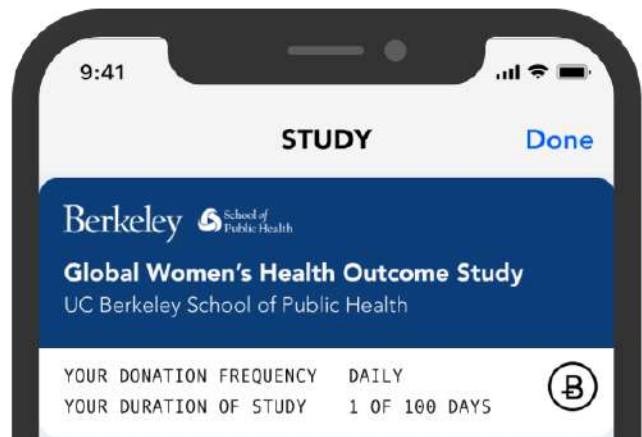 9:41
STUDY Done
Berkeley School of
Public Health
Global Women's Health Outcome Study
UC Berkeley School of Public Health
YOUR DONATION FREQUENCY DAILY
YOUR DURATION OF STUDY 1 OF 100 DAYS
B